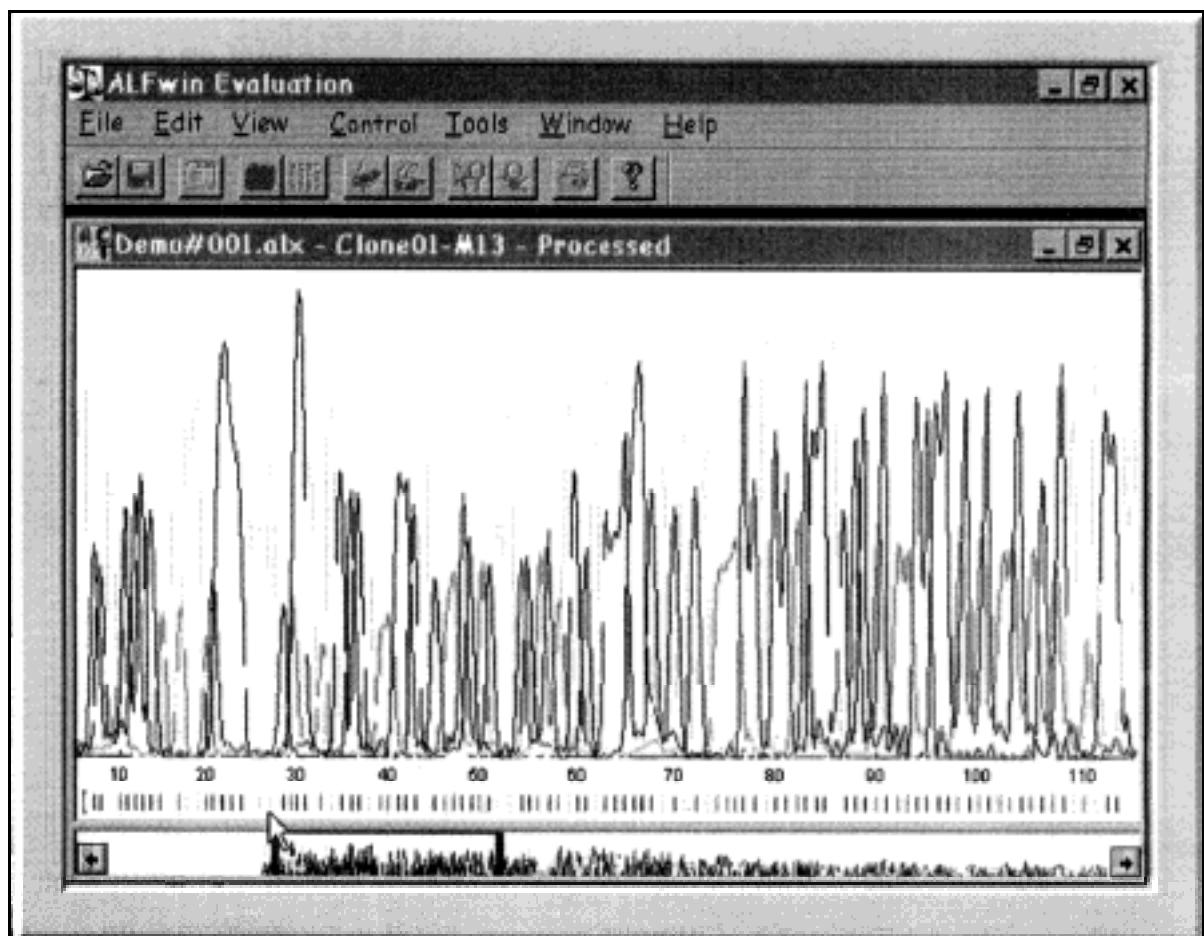 ALFwin Evaluation
File Edit View Control Tools Window Help
Demo#001.alx - Clone01-M13 - Processed
10 20 30 40 50 60 70 80 90 100 110